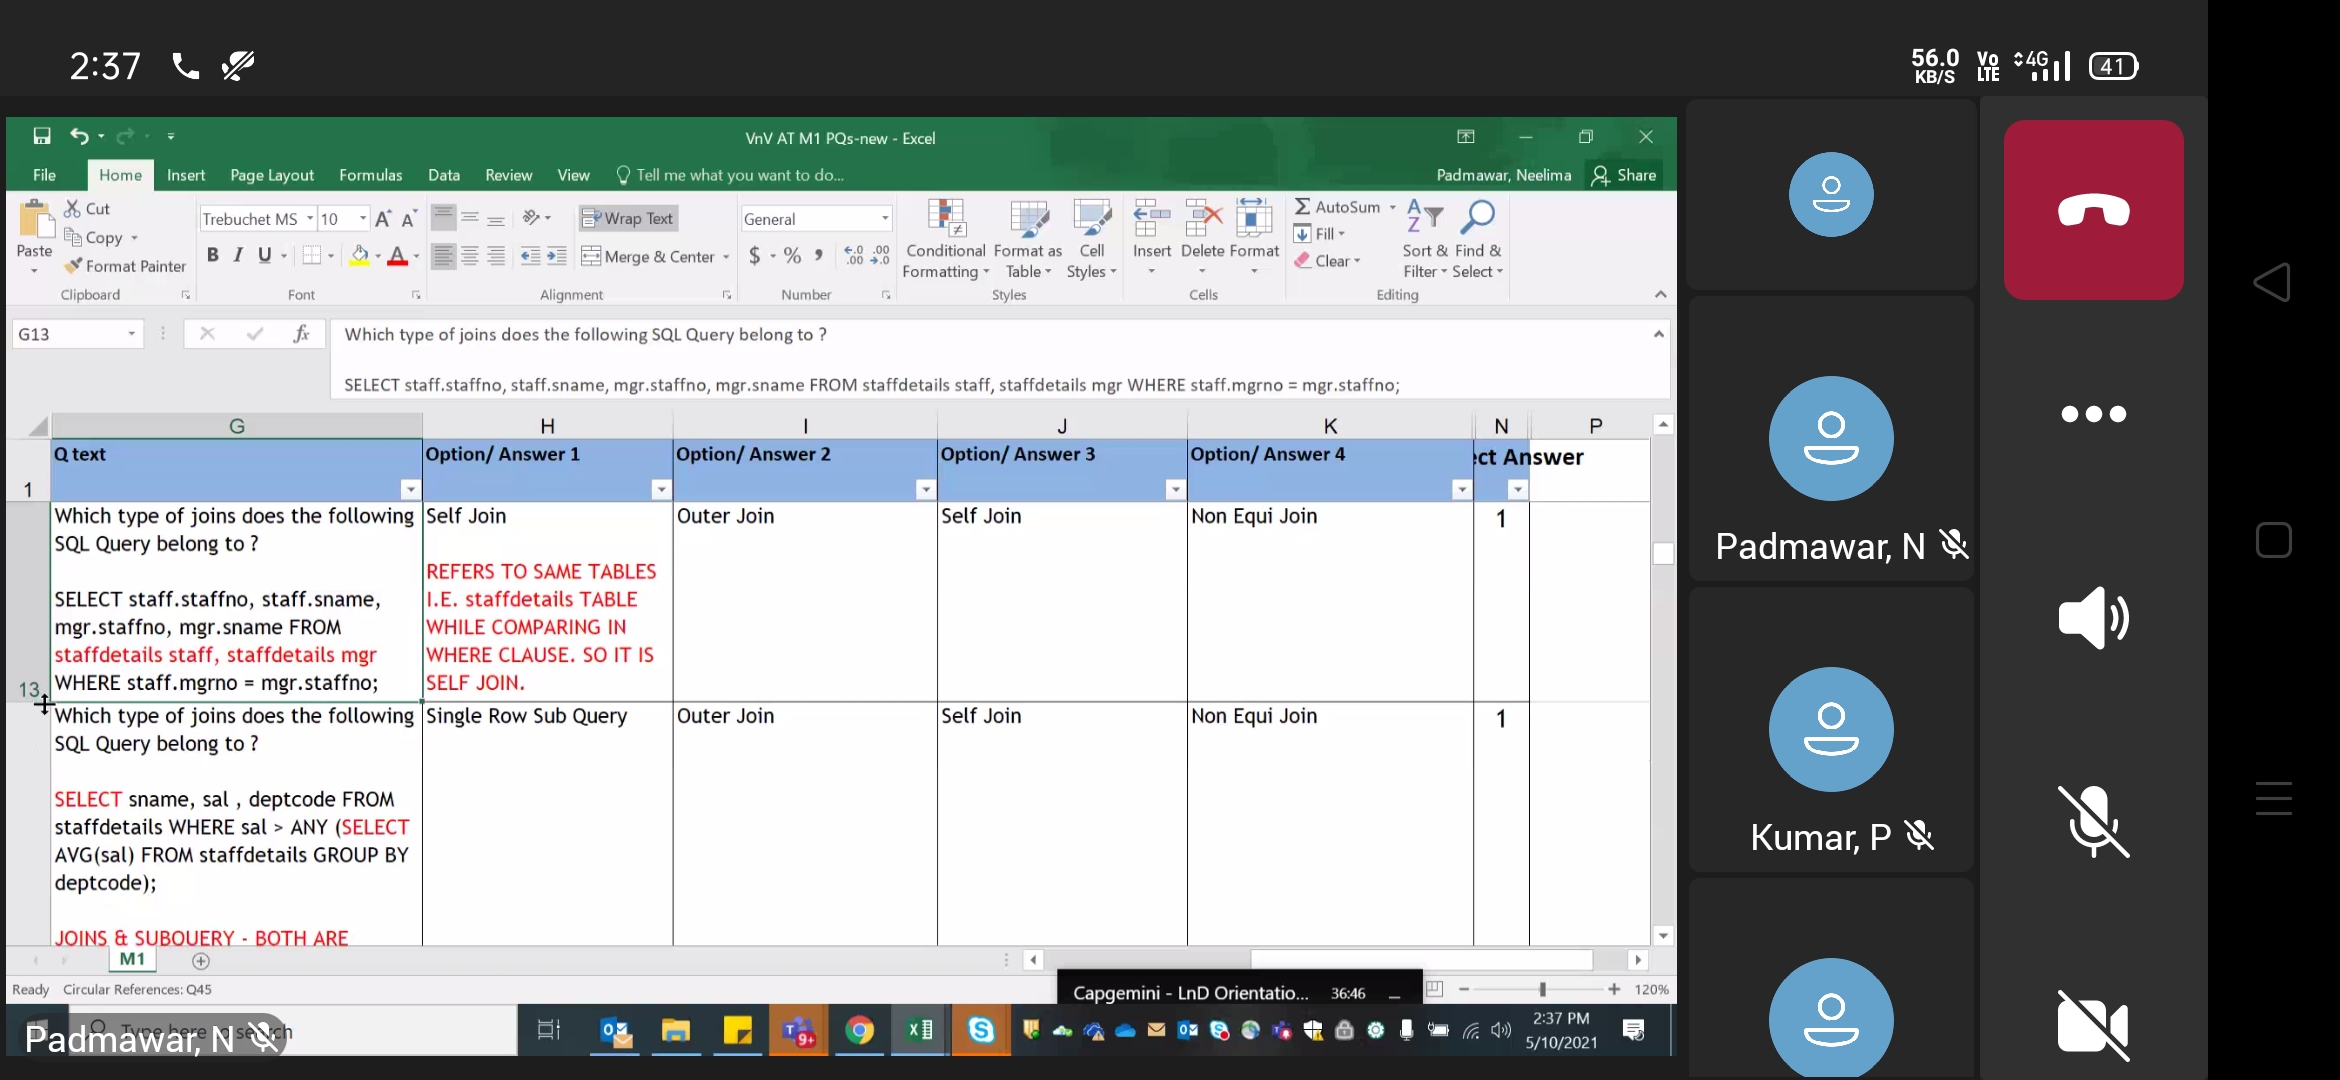 2:37
56.0 KB/S Vo LTE 4G 41
VnV AT M1 PQs-new - Excel
File Home Insert Page Layout Formulas Data Review View Tell me what you want to do... Padmawar, Neelima Share
Paste Cut Copy Format Painter
Clipboard
Trebuchet MS 10
B I U
Font
Wrap Text
Merge & Center
Alignment
General
$ % ,
Number
Conditional Formatting Format as Table Cell Styles
Styles
Insert Delete Format
Cells
AutoSum Fill Clear Sort & Filter Find & Select
Editing
G13
fx
Which type of joins does the following SQL Query belong to ?
SELECT staff.staffno, staff.sname, mgr.staffno, mgr.sname FROM staffdetails staff, staffdetails mgr WHERE staff.mgrno = mgr.staffno;
G H I J K N P
1 Q text Option/ Answer 1 Option/ Answer 2 Option/ Answer 3 Option/ Answer 4 ct Answer
13
Which type of joins does the following
SQL Query belong to ?
SELECT staff.staffno, staff.sname,
mgr.staffno, mgr.sname FROM
staffdetails staff, staffdetails mgr
WHERE staff.mgrno = mgr.staffno;
Self Join
REFERS TO SAME TABLES
I.E. staffdetails TABLE
WHILE COMPARING IN
WHERE CLAUSE. SO IT IS
SELF JOIN.
Outer Join
Self Join
Non Equi Join
1
Which type of joins does the following
SQL Query belong to ?
SELECT sname, sal , deptcode FROM
staffdetails WHERE sal > ANY (SELECT
AVG(sal) FROM staffdetails GROUP BY
deptcode);
JOINS & SUBQUERY - BOTH ARE
Single Row Sub Query
Outer Join
Self Join
Non Equi Join
1
M1
Ready Circular References: Q45
Capgemini - LnD Orientatio... 36:46
120%
Type here to search
9+
2:37 PM
5/10/2021
Padmawar, N
Padmawar, N
Kumar, P